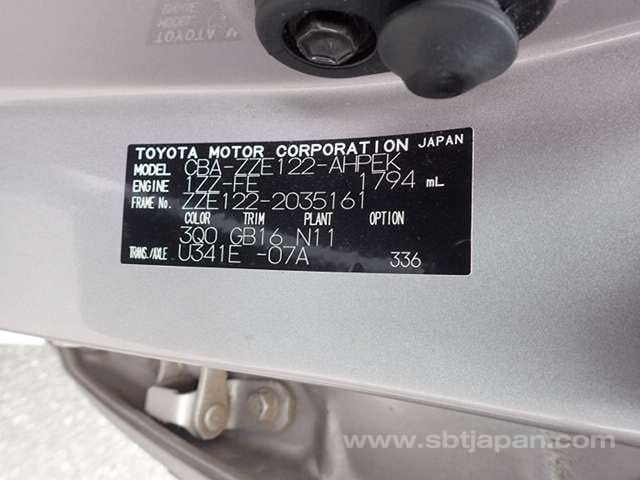 TOYOTA MOTOR CORPORATION JAPAN
MODEL CBA-ZZE122-AHPEK
ENGINE 1ZZ-FE 1794 mL
FRAME No. ZZE122-2035161
COLOR TRIM PLANT OPTION
3Q0 GB16 N11
TRANS./AXLE U341E -07A 336
www.sbtjapan.com